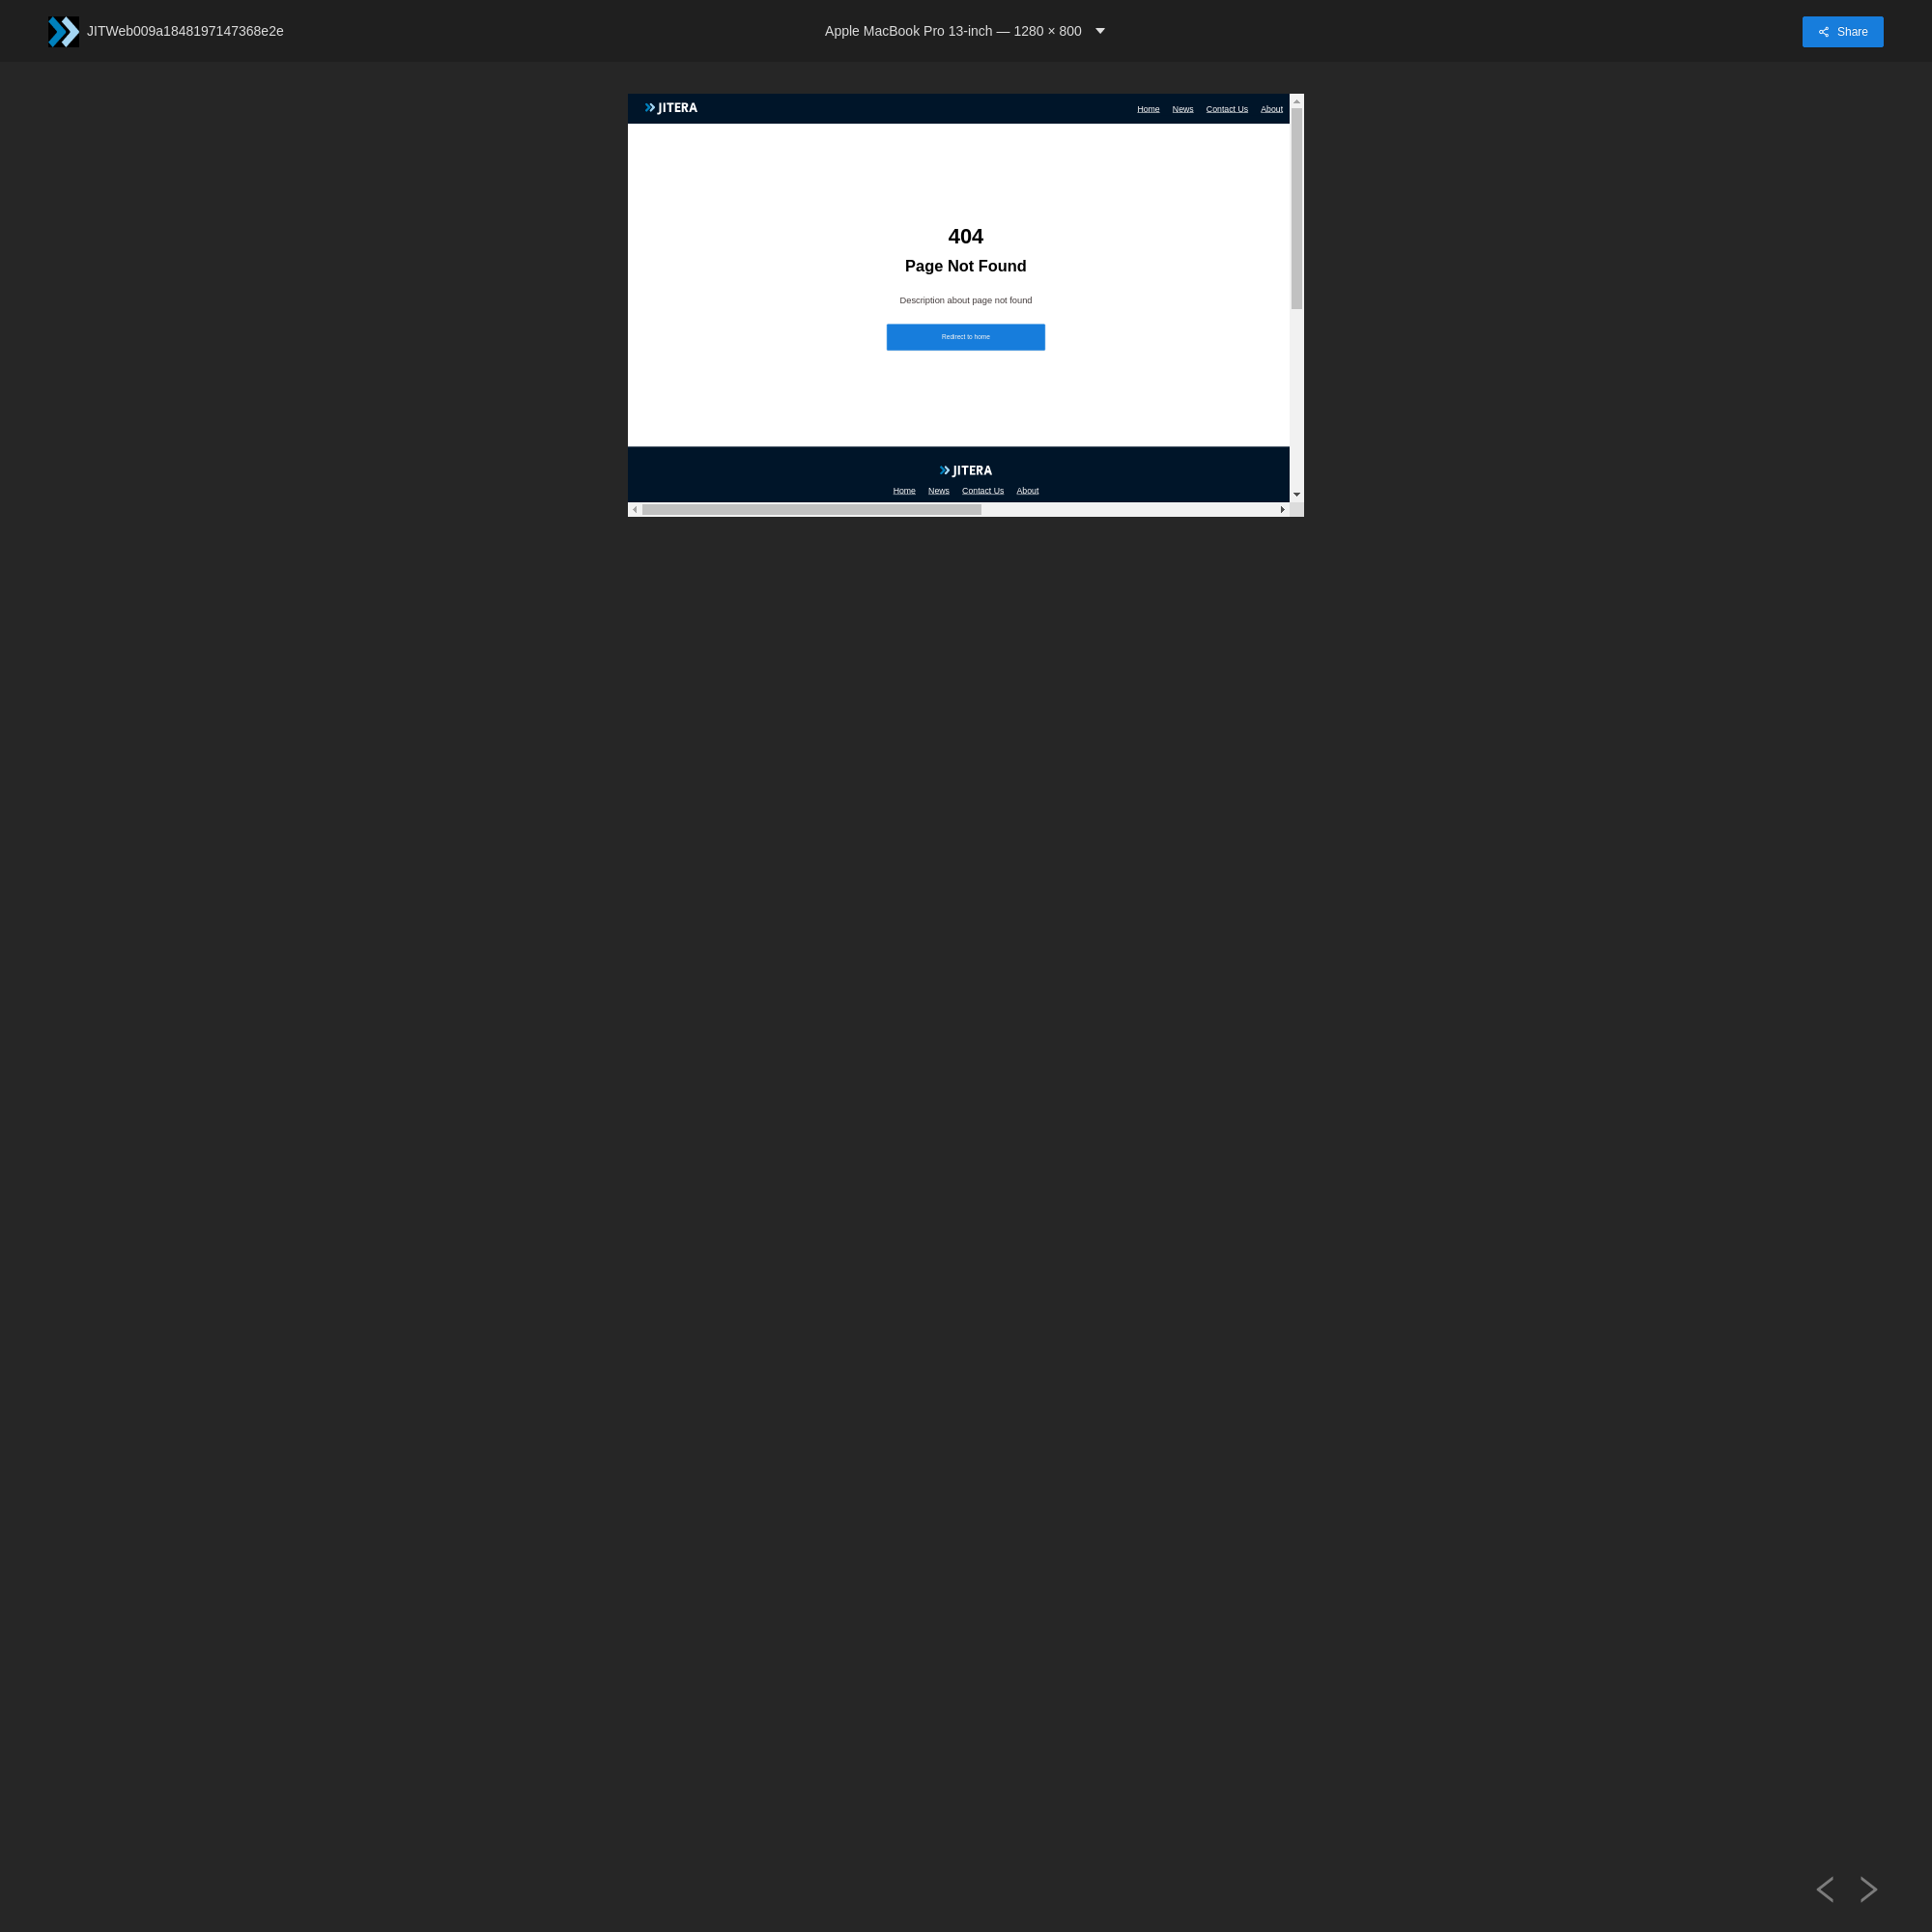 JITWeb009a1848197147368e2e
Apple MacBook Pro 13-inch — 1280 × 800
Share
JITERA
Home News Contact Us About
404
Page Not Found
Description about page not found
Redirect to home
JITERA
Home News Contact Us About